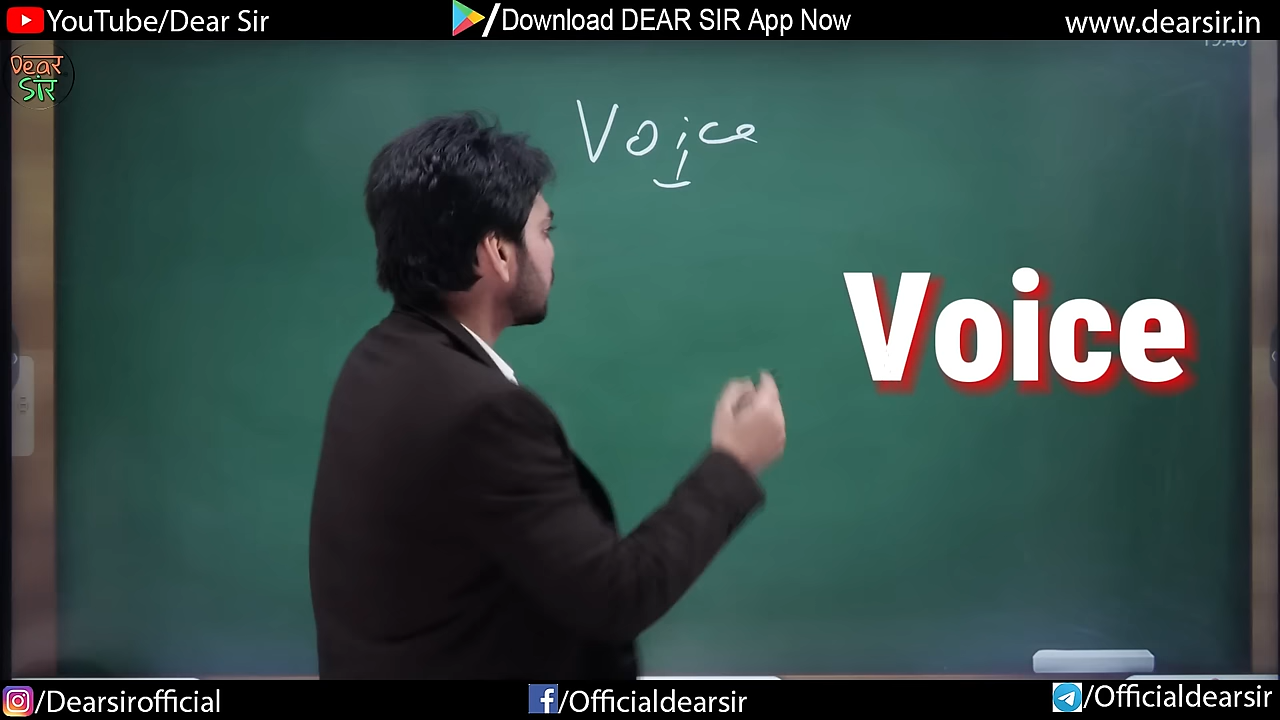 YouTube/Dear Sir
/Download DEAR SIR App Now
www.dearsir.in
Dear
Sir
Voice
Voice
/Dearsirofficial
/Officialdearsir
/Officialdearsir